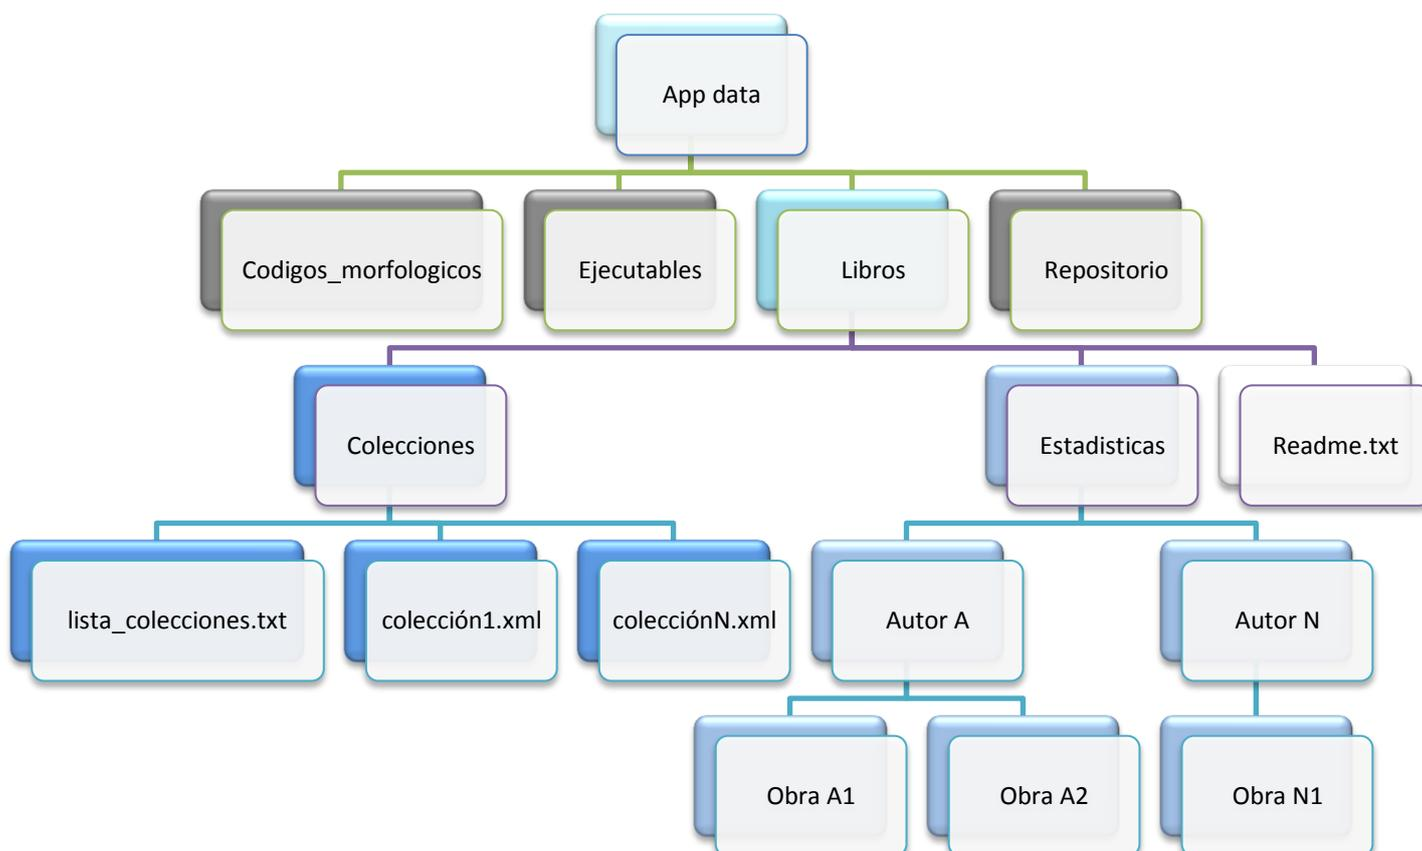 App data
Codigos_morfologicos
Ejecutables
Libros
Repositorio
Colecciones
Estadisticas
Readme.txt
lista_colecciones.txt
colección1.xml
colecciónN.xml
Autor A
Autor N
Obra A1
Obra A2
Obra N1